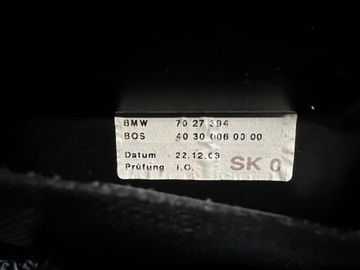 BMW 70 27 394
BOS 40 30 006 00 00
Datum 22.12.03
Prüfung i.O. SK 0